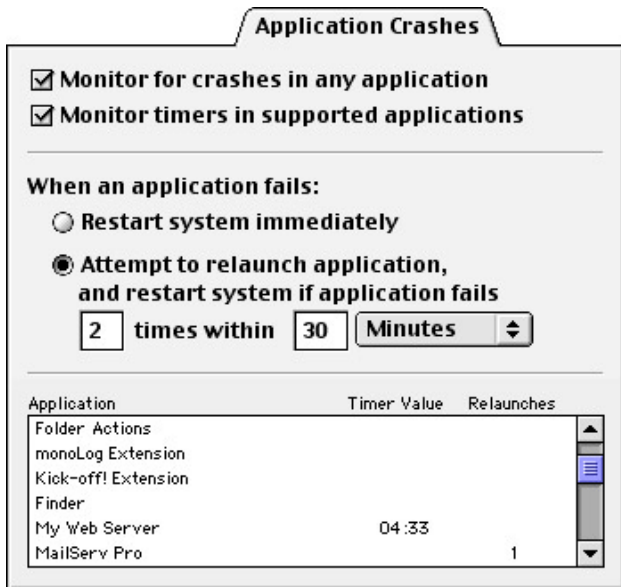 Application Crashes
Monitor for crashes in any application
Monitor timers in supported applications
When an application fails:
Restart system immediately
Attempt to relaunch application,
and restart system if application fails
2 times within 30 Minutes
Application Timer Value Relaunches
Folder Actions
monoLog Extension
Kick-off! Extension
Finder
My Web Server 04:33
MailServ Pro 1